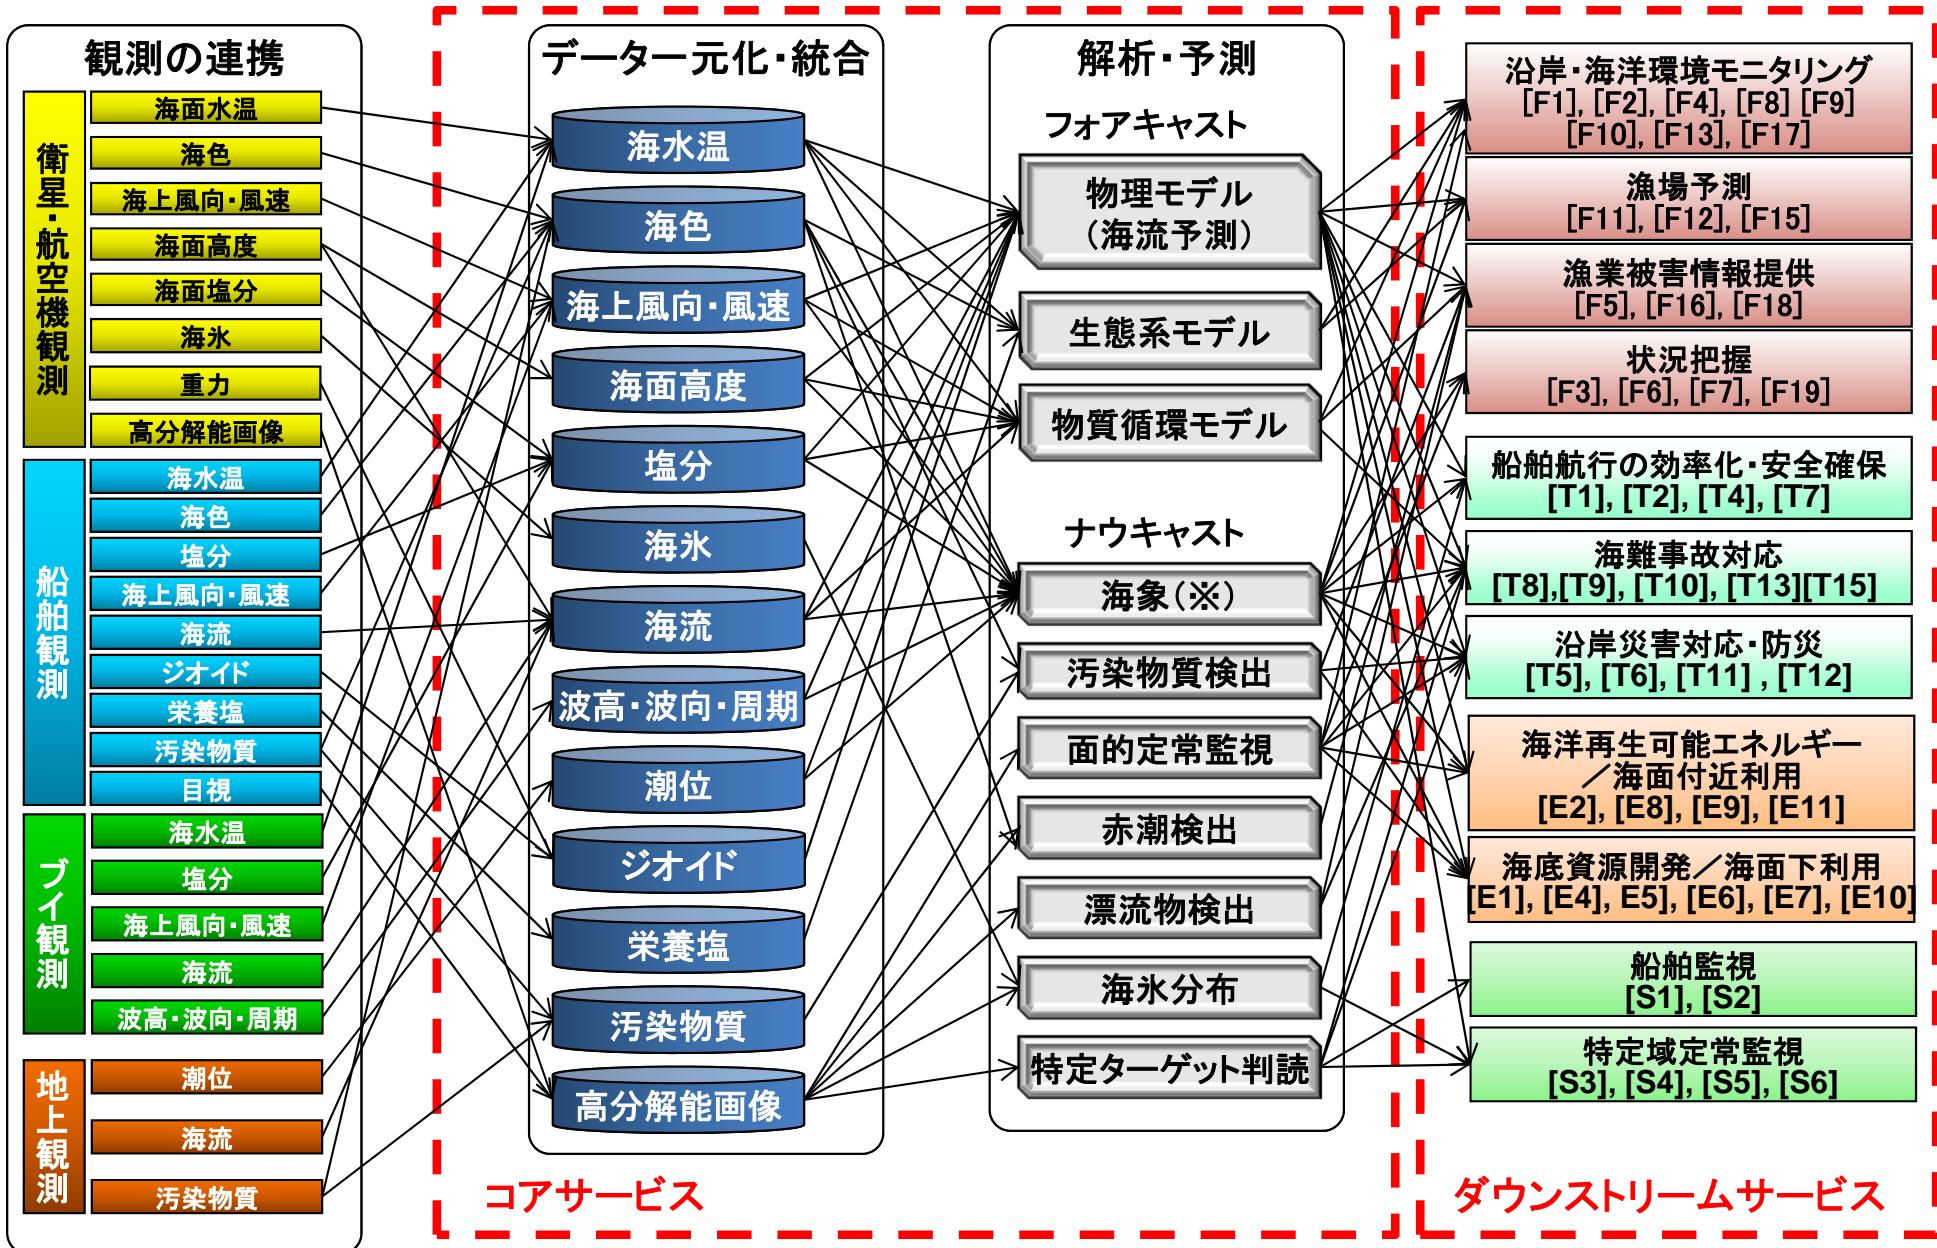 観測の連携
衛星・航空機観測
海面水温
海色
海上風向・風速
海面高度
海面塩分
海氷
重力
高分解能画像
船舶観測
海水温
海色
塩分
海上風向・風速
海流
ジオイド
栄養塩
汚染物質
目視
ブイ観測
海水温
塩分
海上風向・風速
海流
波高・波向・周期
地上観測
潮位
海流
汚染物質
データ一元化・統合
海水温
海色
海上風向・風速
海面高度
塩分
海氷
海流
波高・波向・周期
潮位
ジオイド
栄養塩
汚染物質
高分解能画像
コアサービス
解析・予測
フォアキャスト
物理モデル
（海流予測）
生態系モデル
物質循環モデル
ナウキャスト
海象（※）
汚染物質検出
面的定常監視
赤潮検出
漂流物検出
海氷分布
特定ターゲット判読
沿岸・海洋環境モニタリング
[F1], [F2], [F4], [F8] [F9]
[F10], [F13], [F17]
漁場予測
[F11], [F12], [F15]
漁業被害情報提供
[F5], [F16], [F18]
状況把握
[F3], [F6], [F7], [F19]
船舶航行の効率化・安全確保
[T1], [T2], [T4], [T7]
海難事故対応
[T8],[T9], [T10], [T13][T15]
沿岸災害対応・防災
[T5], [T6], [T11] , [T12]
海洋再生可能エネルギー
／海面付近利用
[E2], [E8], [E9], [E11]
海底資源開発／海面下利用
[E1], [E4], E5], [E6], [E7], [E10]
船舶監視
[S1], [S2]
特定域定常監視
[S3], [S4], [S5], [S6]
ダウンストリームサービス